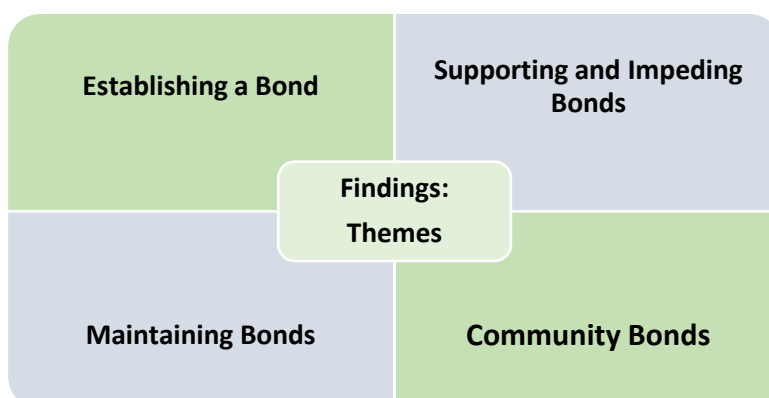 Establishing a Bond
Supporting and Impeding
Bonds
Findings:
Themes
Maintaining Bonds
Community Bonds